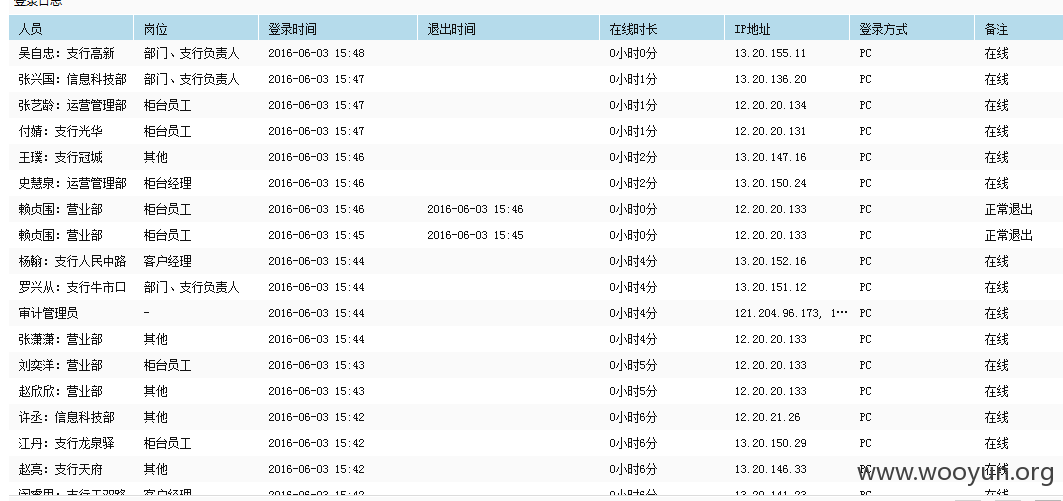 登录日志
人员 岗位 登录时间 退出时间 在线时长 IP地址 登录方式 备注
吴自忠：支行高新 部门、支行负责人 2016-06-03 15:48 0小时0分 13.20.155.11 PC 在线
张兴国：信息科技部 部门、支行负责人 2016-06-03 15:47 0小时1分 13.20.136.20 PC 在线
张艺龄：运营管理部 柜台员工 2016-06-03 15:47 0小时1分 12.20.20.134 PC 在线
付婧：支行光华 柜台员工 2016-06-03 15:47 0小时1分 12.20.20.131 PC 在线
王璞：支行冠城 其他 2016-06-03 15:46 0小时2分 13.20.147.16 PC 在线
史慧泉：运营管理部 柜台经理 2016-06-03 15:46 0小时2分 13.20.150.24 PC 在线
赖贞围：营业部 柜台员工 2016-06-03 15:46 2016-06-03 15:46 0小时0分 12.20.20.133 PC 正常退出
赖贞围：营业部 柜台员工 2016-06-03 15:45 2016-06-03 15:45 0小时0分 12.20.20.133 PC 正常退出
杨翰：支行人民中路 客户经理 2016-06-03 15:44 0小时4分 13.20.152.16 PC 在线
罗兴从：支行牛市口 部门、支行负责人 2016-06-03 15:44 0小时4分 13.20.151.12 PC 在线
审计管理员 - 2016-06-03 15:44 0小时4分 121.204.96.173, 1… PC 在线
张潇潇：营业部 其他 2016-06-03 15:44 0小时4分 12.20.20.133 PC 在线
刘奕洋：营业部 柜台员工 2016-06-03 15:43 0小时5分 12.20.20.133 PC 在线
赵欣欣：营业部 其他 2016-06-03 15:43 0小时5分 12.20.20.133 PC 在线
许丞：信息科技部 其他 2016-06-03 15:42 0小时6分 12.20.21.26 PC 在线
江丹：支行龙泉驿 柜台员工 2016-06-03 15:42 0小时6分 13.20.150.29 PC 在线
赵亮：支行天府 其他 2016-06-03 15:42 0小时6分 13.20.146.33 PC 在线
客户经理 2016-06-03 15:42 0小时6分 13.20.141.23 PC 在线
www.wooyun.org